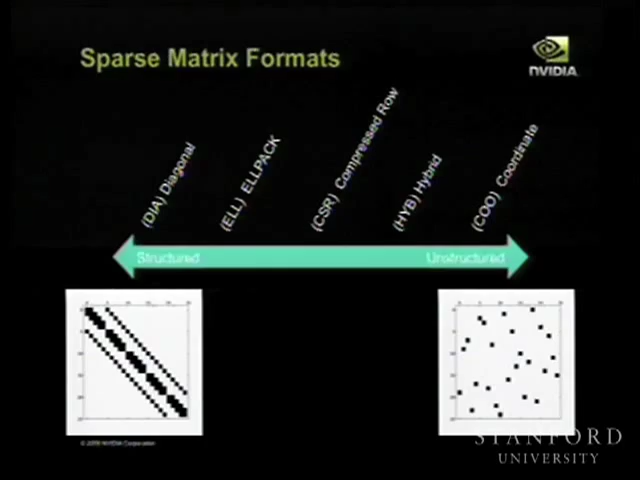 Sparse Matrix Formats
NVIDIA
(DIA) Diagonal
(ELL) ELLPACK
(CSR) Compressed Row
(HYB) Hybrid
(COO) Coordinate
Structured
Unstructured
© 2008 NVIDIA Corporation
STANFORD
UNIVERSITY